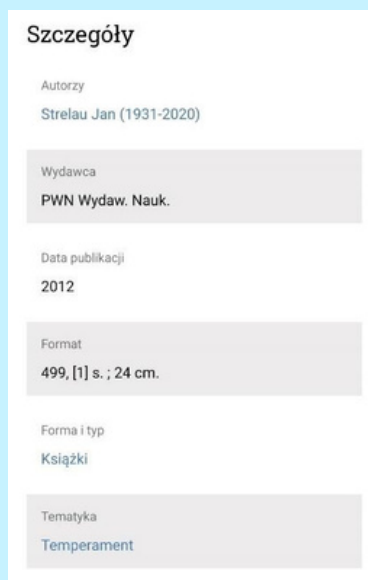 Szczegóły
Autorzy
Strelau Jan (1931-2020)
Wydawca
PWN Wydaw. Nauk.
Data publikacji
2012
Format
499, [1] s. ; 24 cm.
Forma i typ
Książki
Tematyka
Temperament